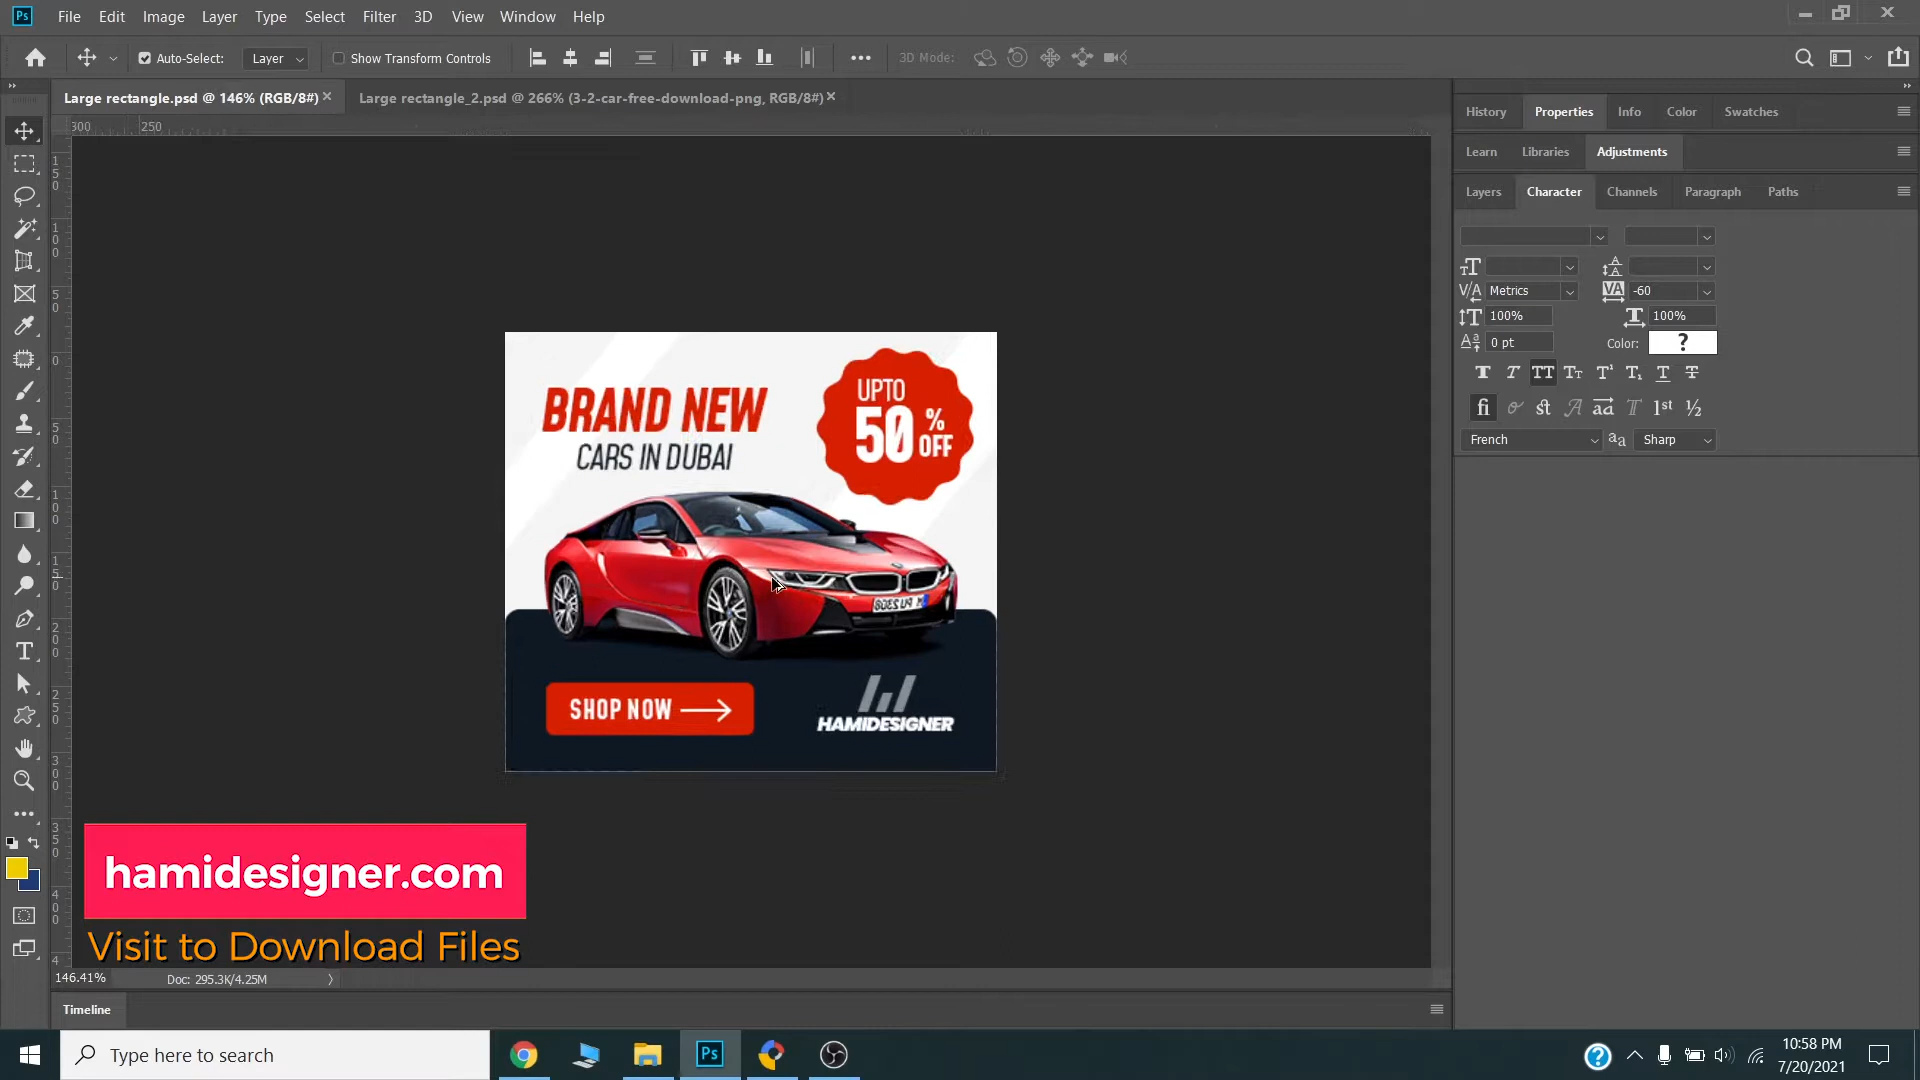 Ps File Edit Image Layer Type Select Filter 3D View Window Help
Auto-Select: Layer Show Transform Controls 3D Mode:
Large rectangle.psd @ 146% (RGB/8#) Large rectangle_2.psd @ 266% (3-2-car-free-download-png, RGB/8#)
300 250
History Properties Info Color Swatches
Learn Libraries Adjustments
Layers Character Channels Paragraph Paths
Metrics -60
100% 100%
0 pt Color: ?
French Sharp
BRAND NEW
CARS IN DUBAI
UPTO
50 % OFF
SHOP NOW
HAMIDESIGNER
hamidesigner.com
Visit to Download Files
146.41% Doc: 295.3K/4.25M
Timeline
Type here to search
Ps
10:58 PM
7/20/2021